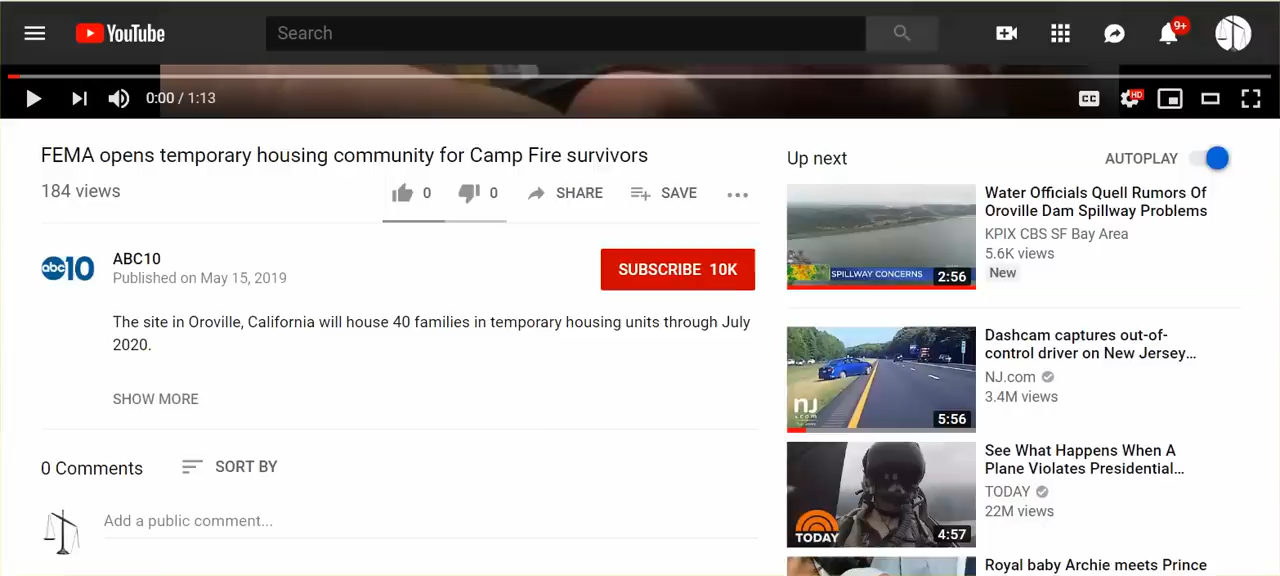 YouTube
Search
9+
0:00 / 1:13
CC
HD
FEMA opens temporary housing community for Camp Fire survivors
184 views
0
0
SHARE
SAVE
abc10
ABC10
Published on May 15, 2019
SUBSCRIBE 10K
The site in Oroville, California will house 40 families in temporary housing units through July
2020.
SHOW MORE
0 Comments
SORT BY
Add a public comment...
Up next
AUTOPLAY
SPILLWAY CONCERNS
2:56
Water Officials Quell Rumors Of
Oroville Dam Spillway Problems
KPIX CBS SF Bay Area
5.6K views
New
nj
.com
5:56
Dashcam captures out-of-
control driver on New Jersey...
NJ.com
3.4M views
TODAY
4:57
See What Happens When A
Plane Violates Presidential...
TODAY
22M views
Royal baby Archie meets Prince